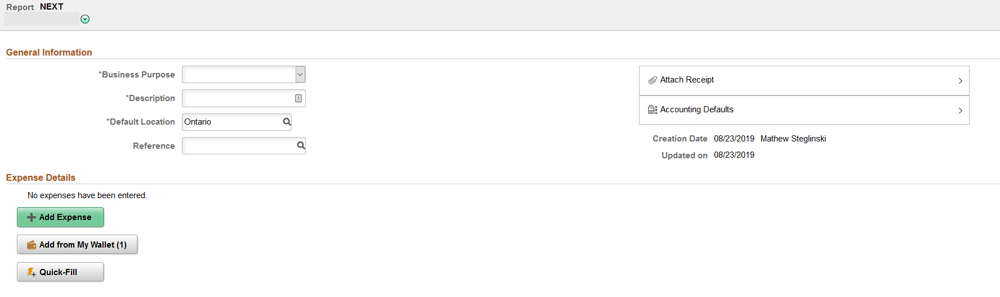 Report NEXT
General Information
*Business Purpose
*Description
*Default Location Ontario
Reference
Attach Receipt
Accounting Defaults
Creation Date 08/23/2019 Mathew Steglinski
Updated on 08/23/2019
Expense Details
No expenses have been entered.
Add Expense
Add from My Wallet (1)
Quick-Fill